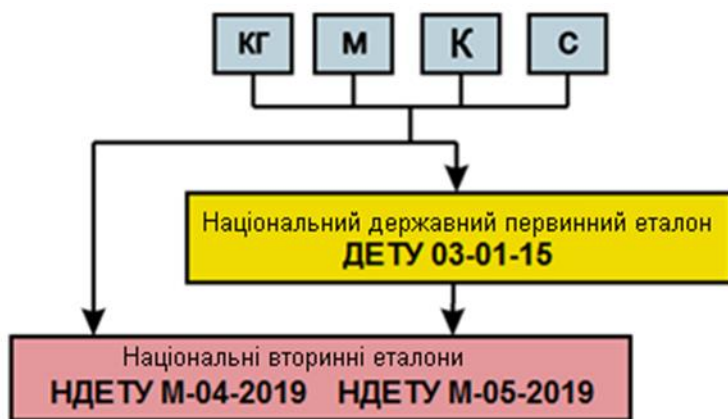 кг м К с
Національний державний первинний еталон
ДЕТУ 03-01-15
Національні вторинні еталони
НДЕТУ М-04-2019 НДЕТУ М-05-2019